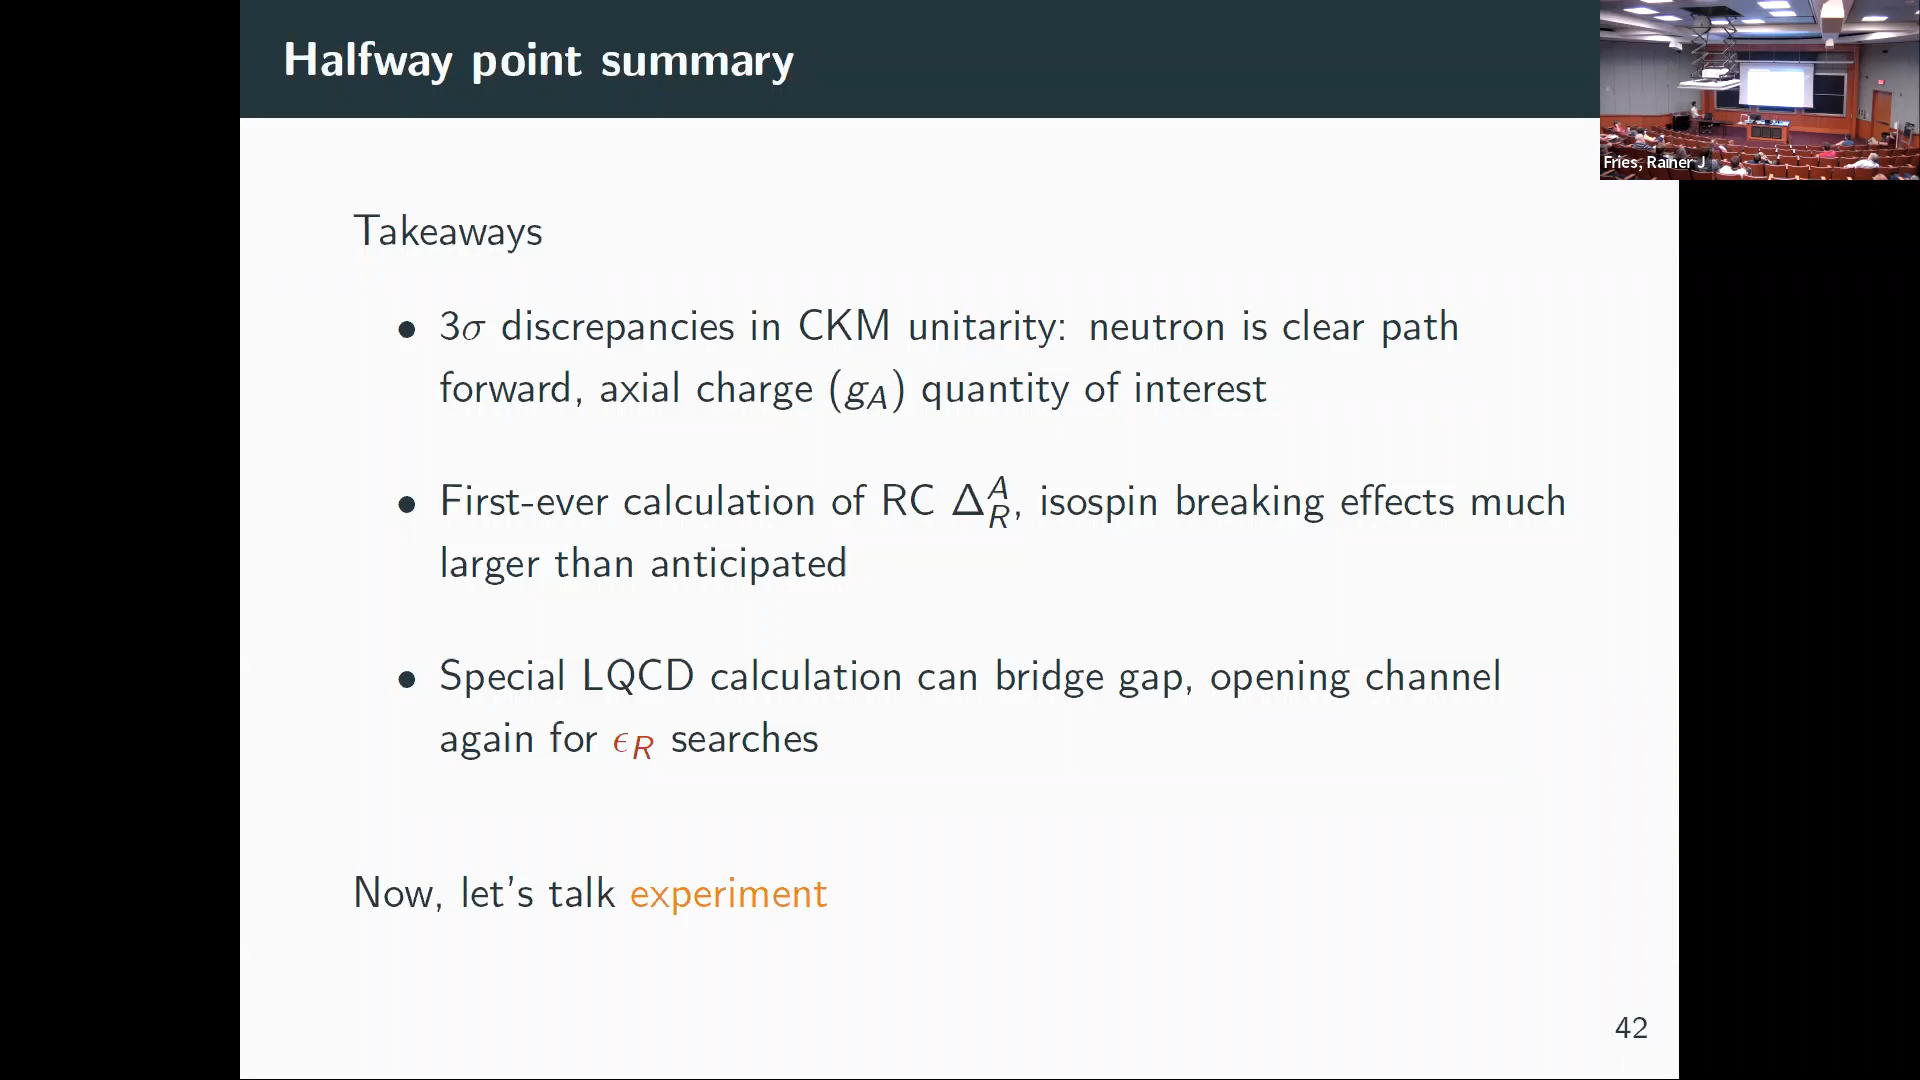 Halfway point summary
Fries, Rainer J
Takeaways
• 3σ discrepancies in CKM unitarity: neutron is clear path
forward, axial charge (g_A) quantity of interest
• First-ever calculation of RC Δ_R^A, isospin breaking effects much
larger than anticipated
• Special LQCD calculation can bridge gap, opening channel
again for ϵ_R searches
Now, let's talk experiment
42